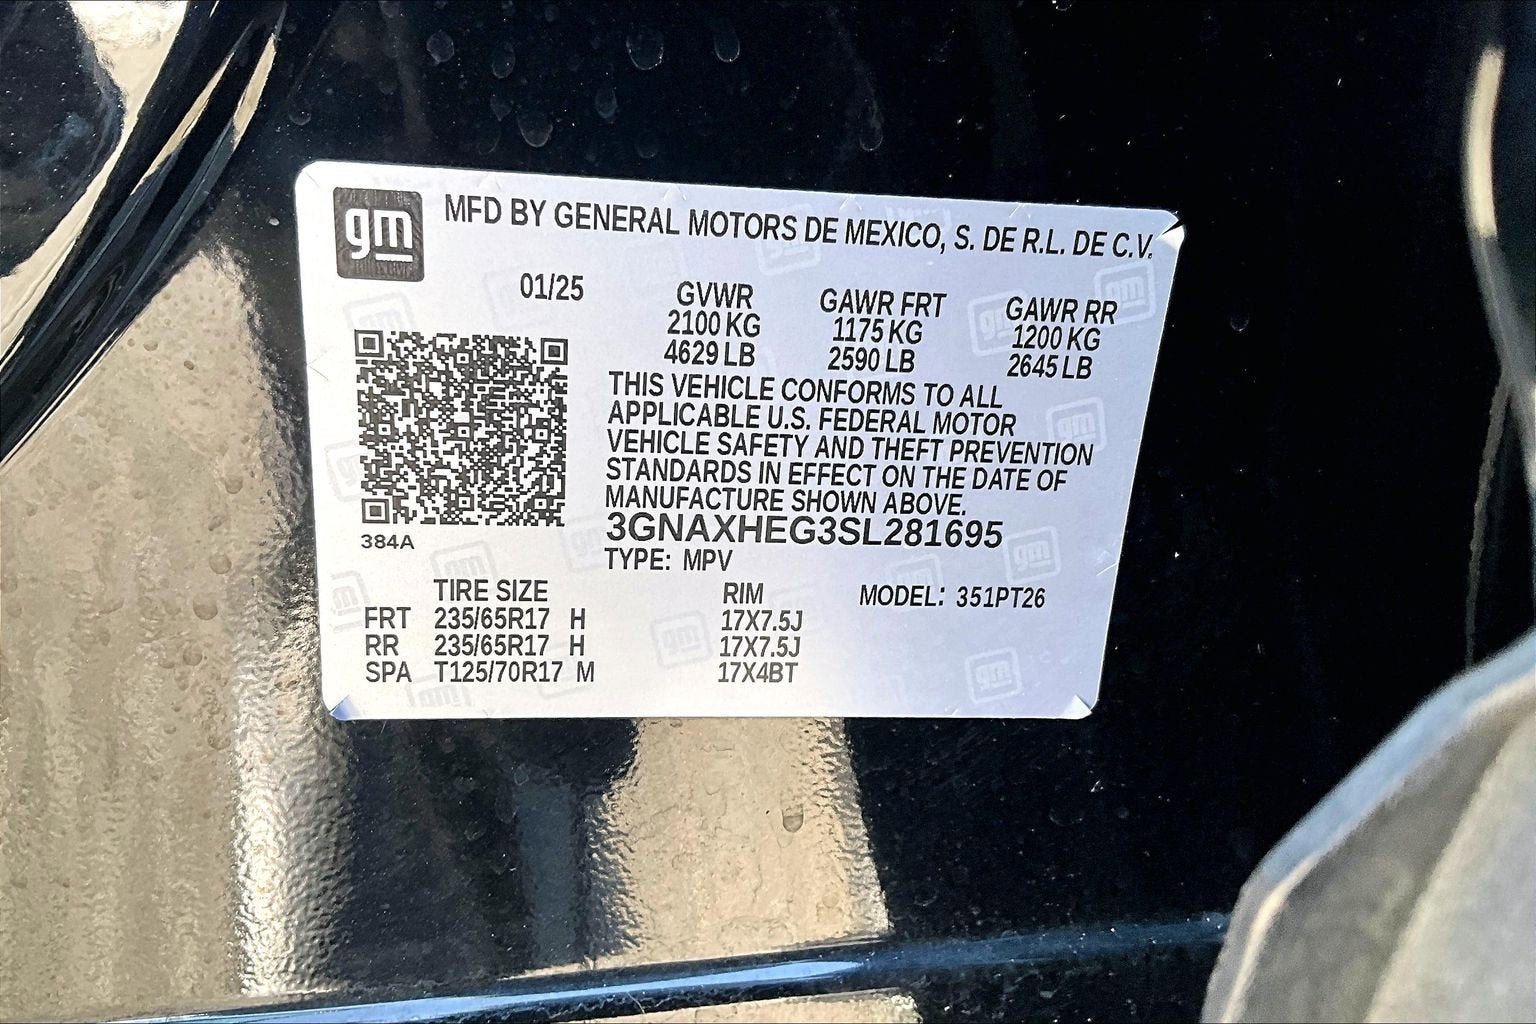 gm MFD BY GENERAL MOTORS DE MEXICO, S. DE R.L. DE C.V.
01/25 GVWR GAWR FRT GAWR RR
2100 KG 1175 KG 1200 KG
4629 LB 2590 LB 2645 LB
THIS VEHICLE CONFORMS TO ALL
APPLICABLE U.S. FEDERAL MOTOR
VEHICLE SAFETY AND THEFT PREVENTION
STANDARDS IN EFFECT ON THE DATE OF
MANUFACTURE SHOWN ABOVE.
3GNAXHEG3SL281695
384A
TYPE: MPV
TIRE SIZE RIM MODEL: 351PT26
FRT 235/65R17 H 17X7.5J
RR 235/65R17 H 17X7.5J
SPA T125/70R17 M 17X4BT